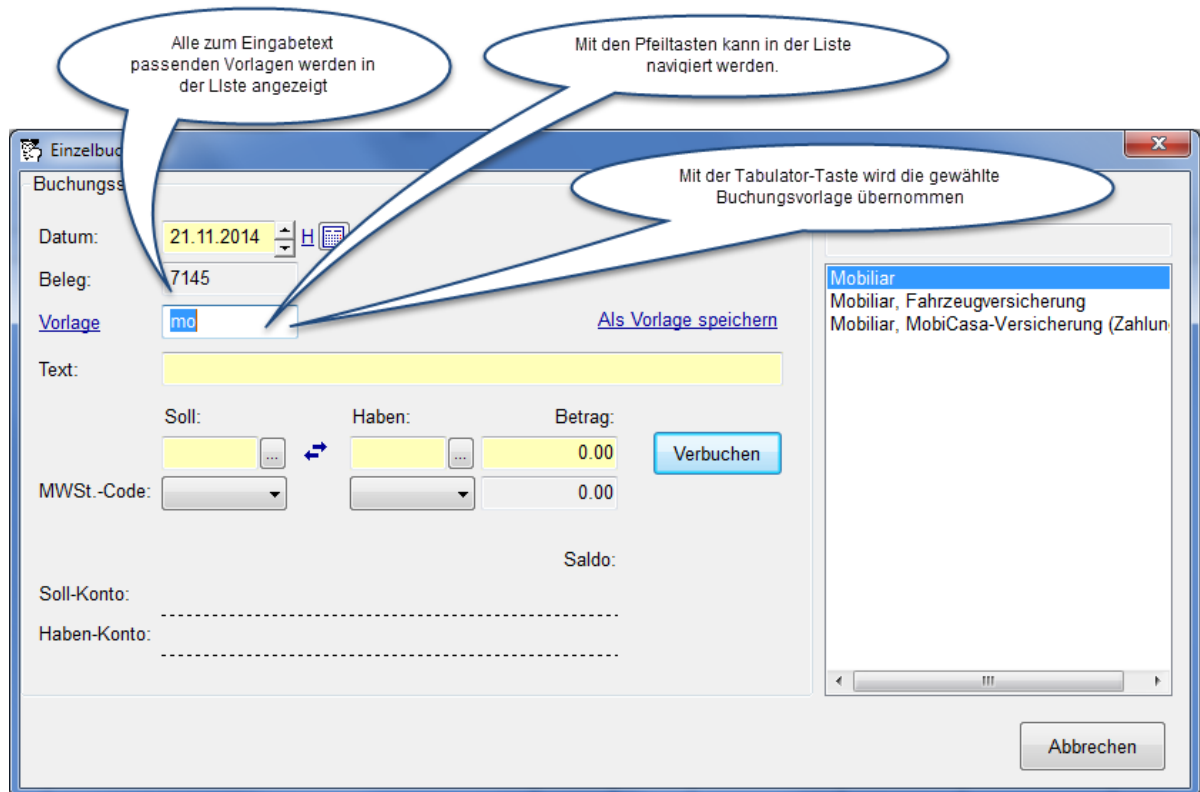 Alle zum Eingabetext
passenden Vorlagen werden in
der LIste angezeigt
Mit den Pfeiltasten kann in der Liste
navigiert werden.
Mit der Tabulator-Taste wird die gewählte
Buchungsvorlage übernommen
Einzelbuc
Buchungss
Datum: 21.11.2014 H
Beleg: 7145
Vorlage mo Als Vorlage speichern
Text:
Soll: Haben: Betrag:
... ... 0.00 Verbuchen
MWSt.-Code: 0.00
Saldo:
Soll-Konto:
Haben-Konto:
Mobiliar
Mobiliar, Fahrzeugversicherung
Mobiliar, MobiCasa-Versicherung (Zahlun
Abbrechen